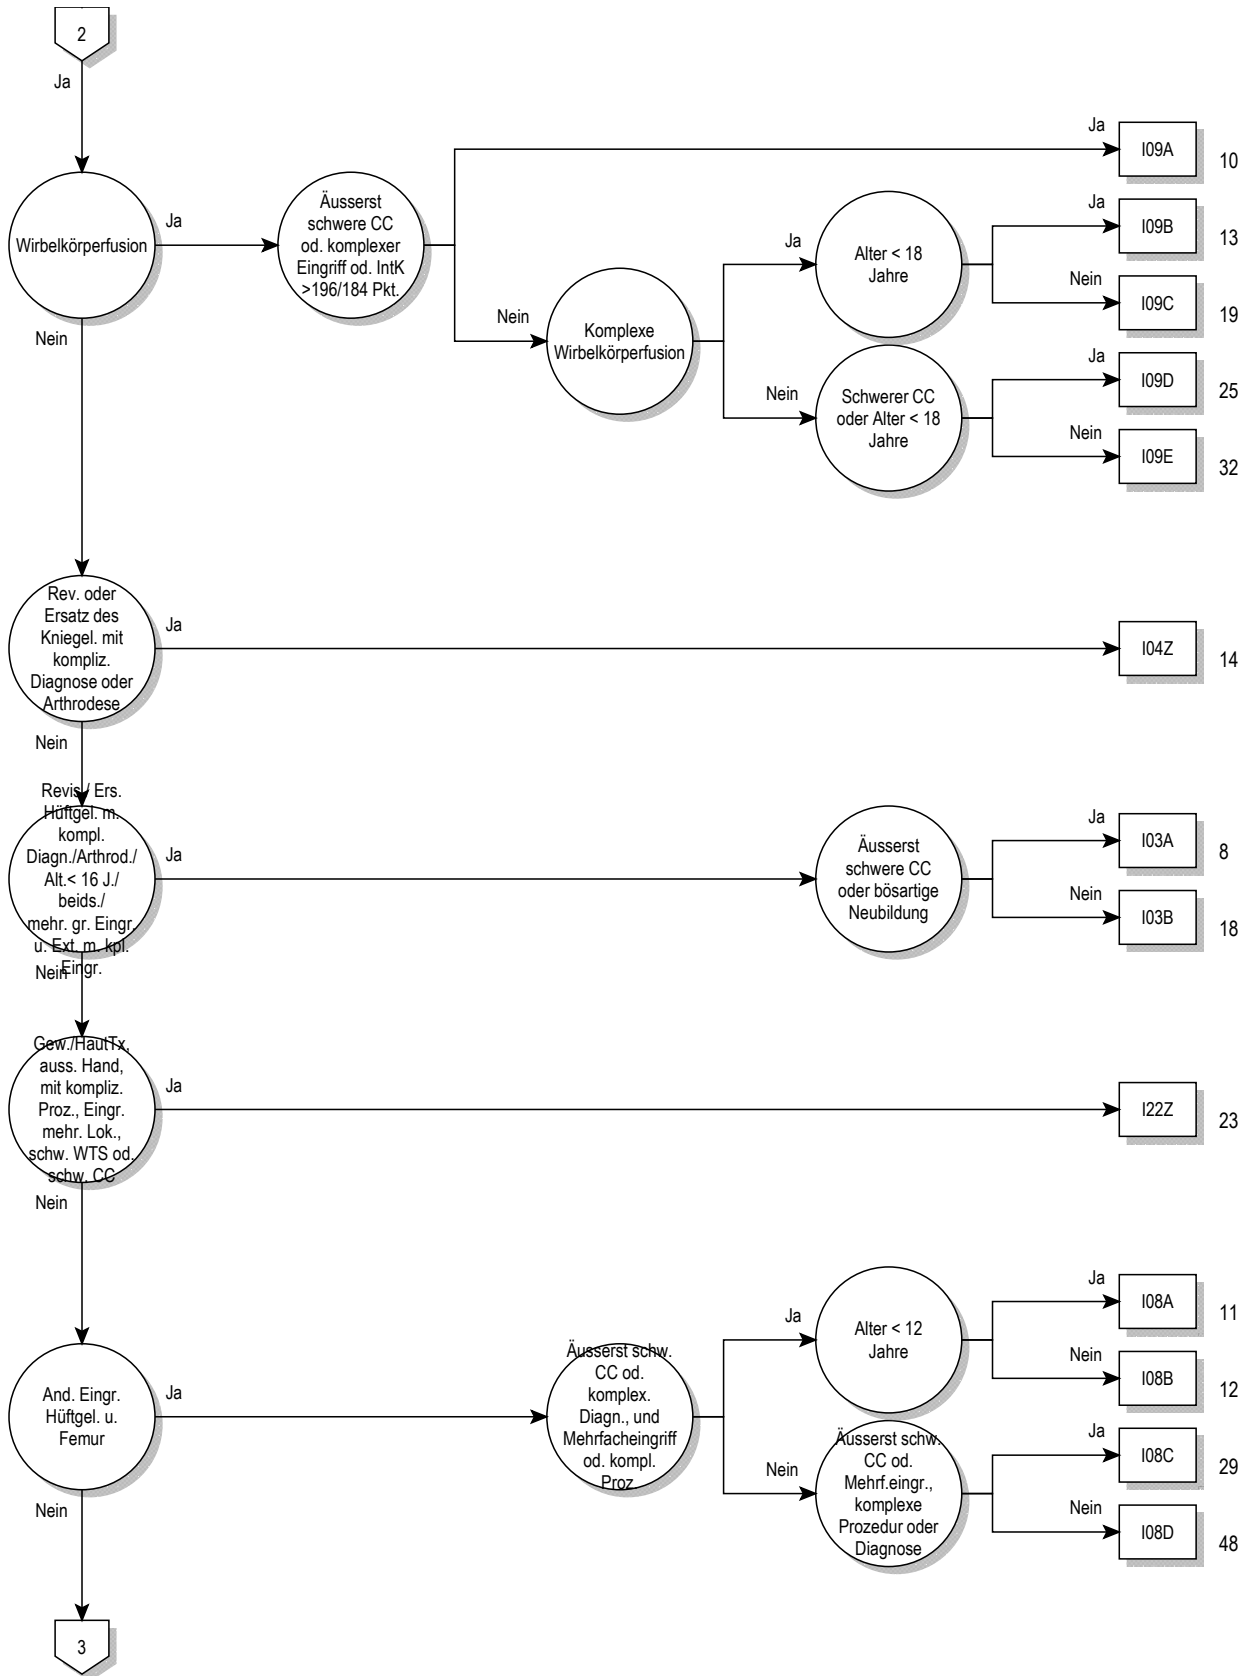 2
Ja
Wirbelkörperfusion
Ja
Äusserst
schwere CC
od. komplexer
Eingriff od. IntK
>196/184 Pkt.
Ja
I09A
10
Nein
Komplexe
Wirbelkörperfusion
Ja
Alter < 18
Jahre
Ja
I09B
13
Nein
I09C
19
Nein
Schwerer CC
oder Alter < 18
Jahre
Ja
I09D
25
Nein
I09E
32
Nein
Rev. oder
Ersatz des
Kniegel. mit
kompliz.
Diagnose oder
Arthrodese
Ja
I04Z
14
Nein
Revis./ Ers.
Hüftgel. m.
kompl.
Diagn./Arthrod./
Alt.< 16 J./
beids./
mehr. gr. Eingr.
u. Ext. m. kpl.
Eingr.
Ja
Äusserst
schwere CC
oder bösartige
Neubildung
Ja
I03A
8
Nein
I03B
18
Nein
Gew./HautTx,
auss. Hand,
mit kompliz.
Proz., Eingr.
mehr. Lok.,
schw. WTS od.
schw. CC
Ja
I22Z
23
Nein
And. Eingr.
Hüftgel. u.
Femur
Ja
Äusserst schw.
CC od.
komplex.
Diagn., und
Mehrfacheingriff
od. kompl.
Proz.
Ja
Alter < 12
Jahre
Ja
I08A
11
Nein
I08B
12
Nein
Äusserst schw.
CC od.
Mehrf.eingr.,
komplexe
Prozedur oder
Diagnose
Ja
I08C
29
Nein
I08D
48
Nein
3